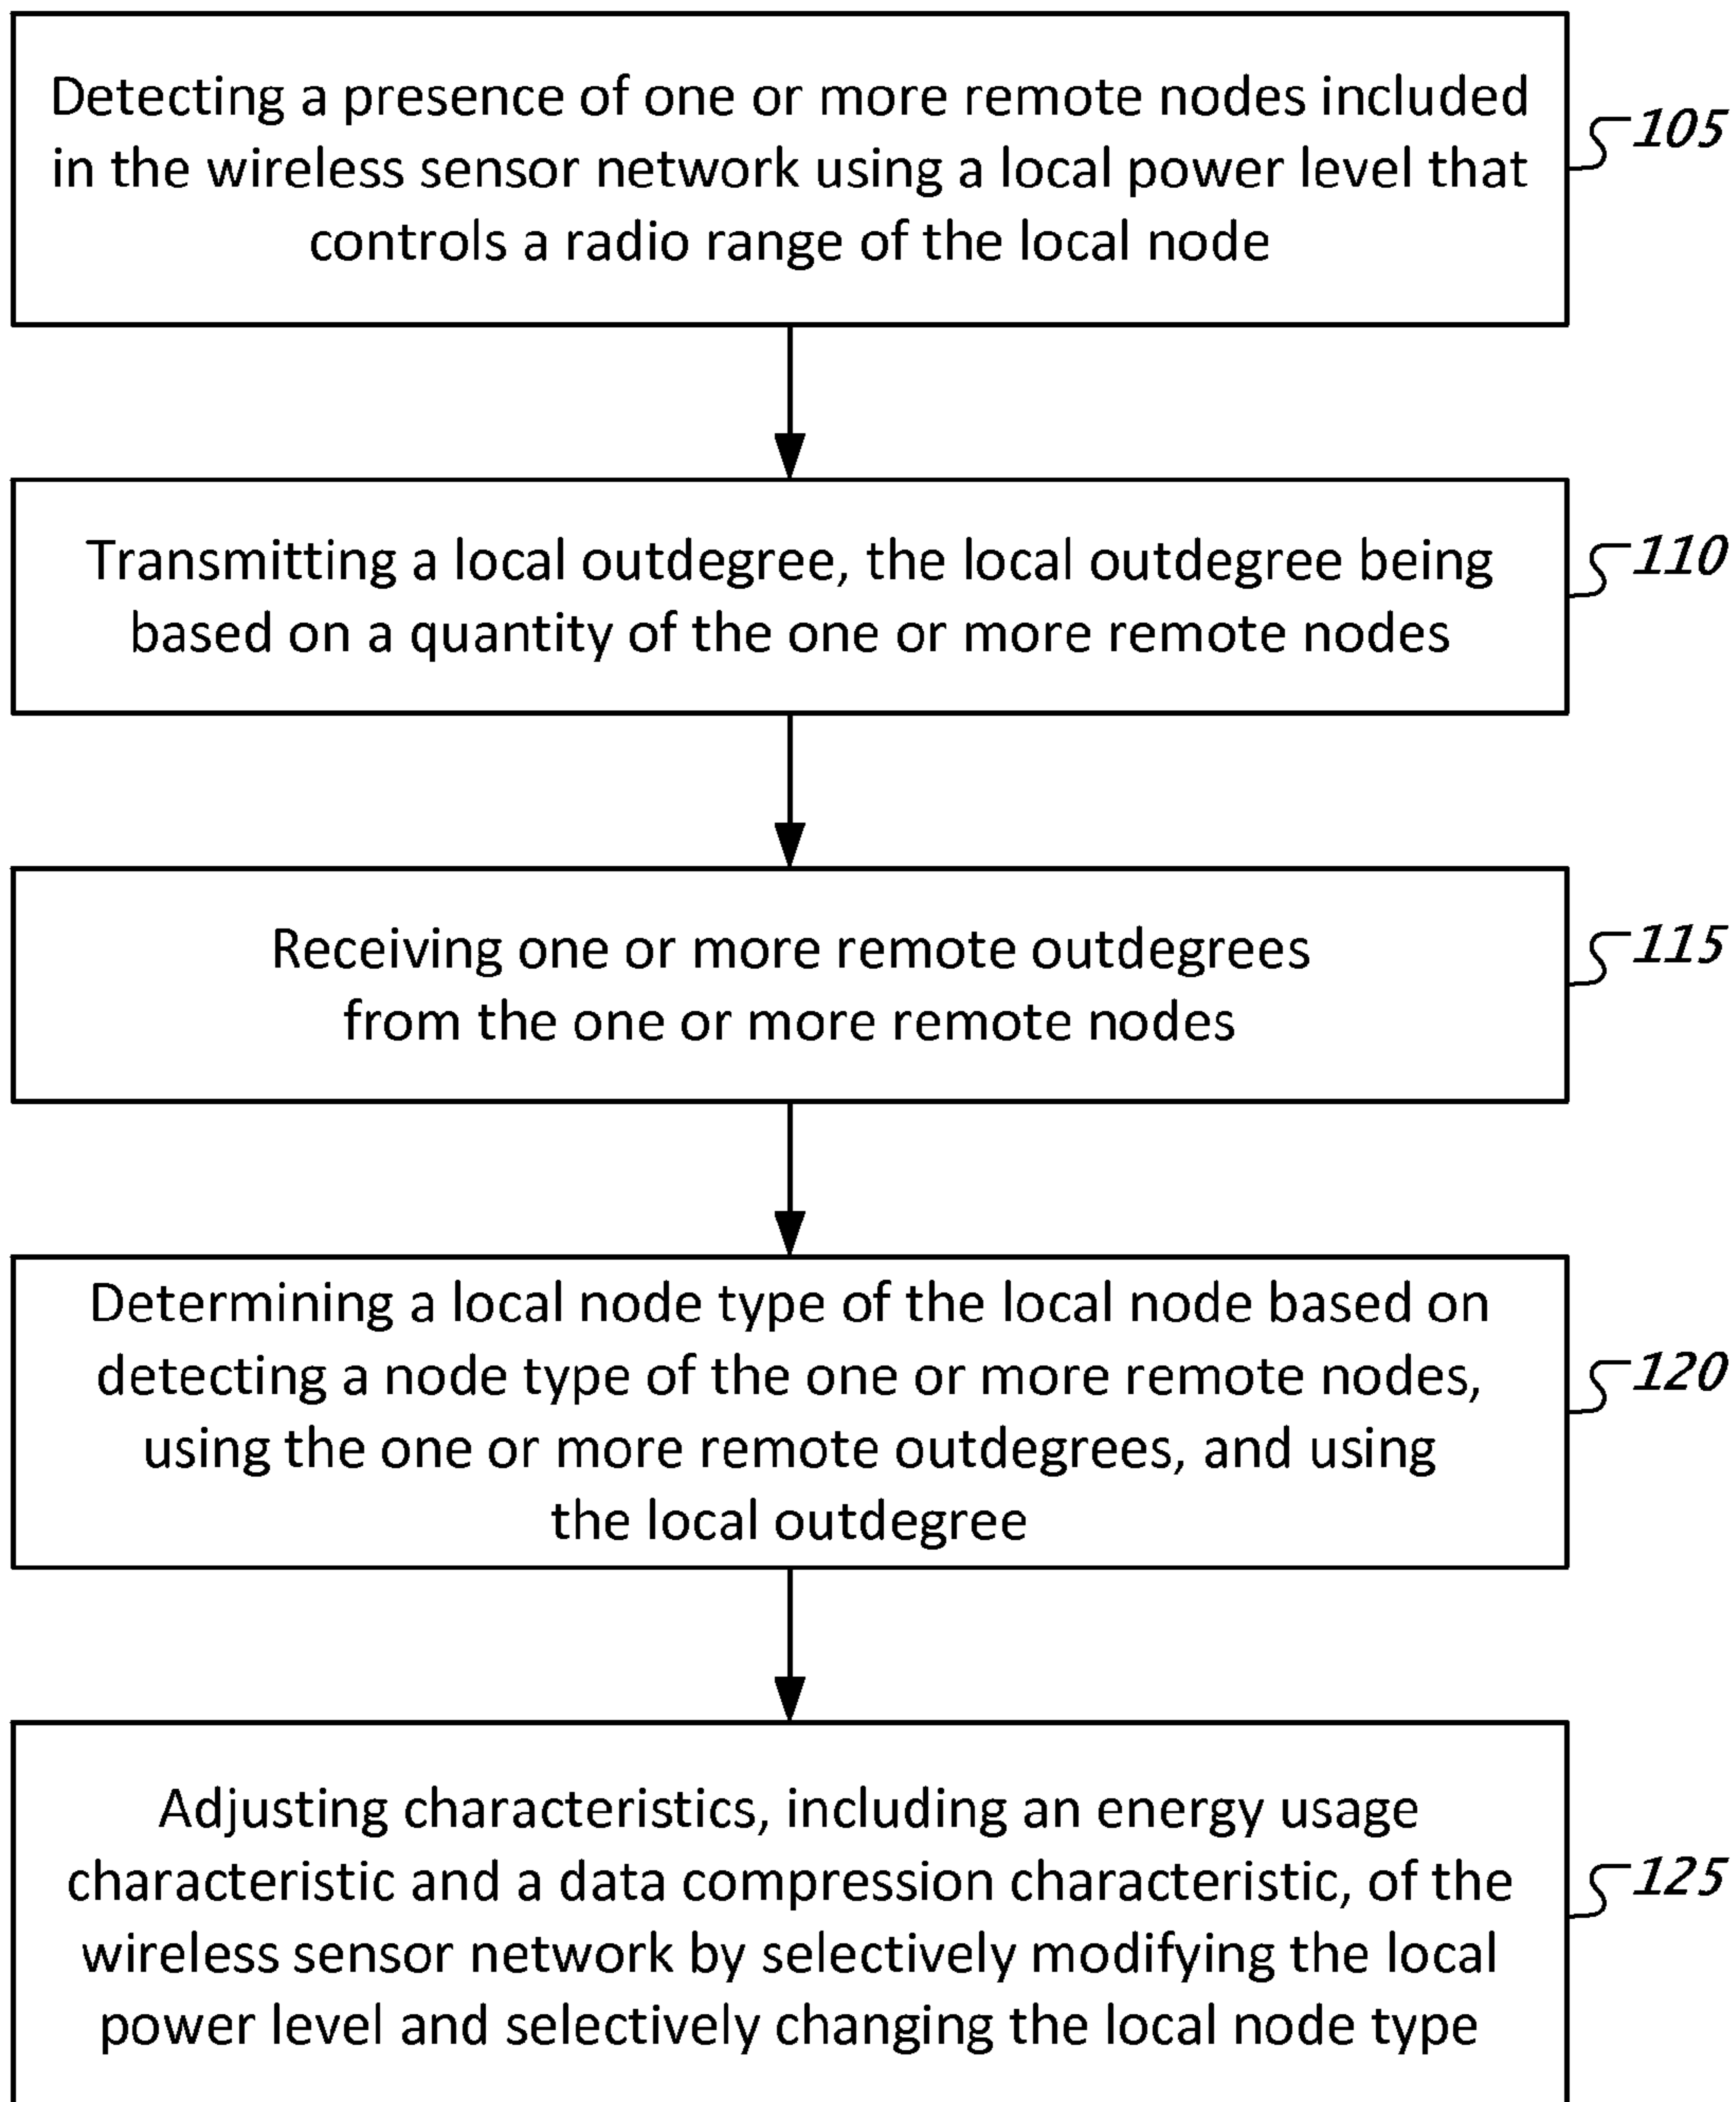 Detecting a presence of one or more remote nodes included
in the wireless sensor network using a local power level that
controls a radio range of the local node
105
Transmitting a local outdegree, the local outdegree being
based on a quantity of the one or more remote nodes
110
Receiving one or more remote outdegrees
from the one or more remote nodes
115
Determining a local node type of the local node based on
detecting a node type of the one or more remote nodes,
using the one or more remote outdegrees, and using
the local outdegree
120
Adjusting characteristics, including an energy usage
characteristic and a data compression characteristic, of the
wireless sensor network by selectively modifying the local
power level and selectively changing the local node type
125